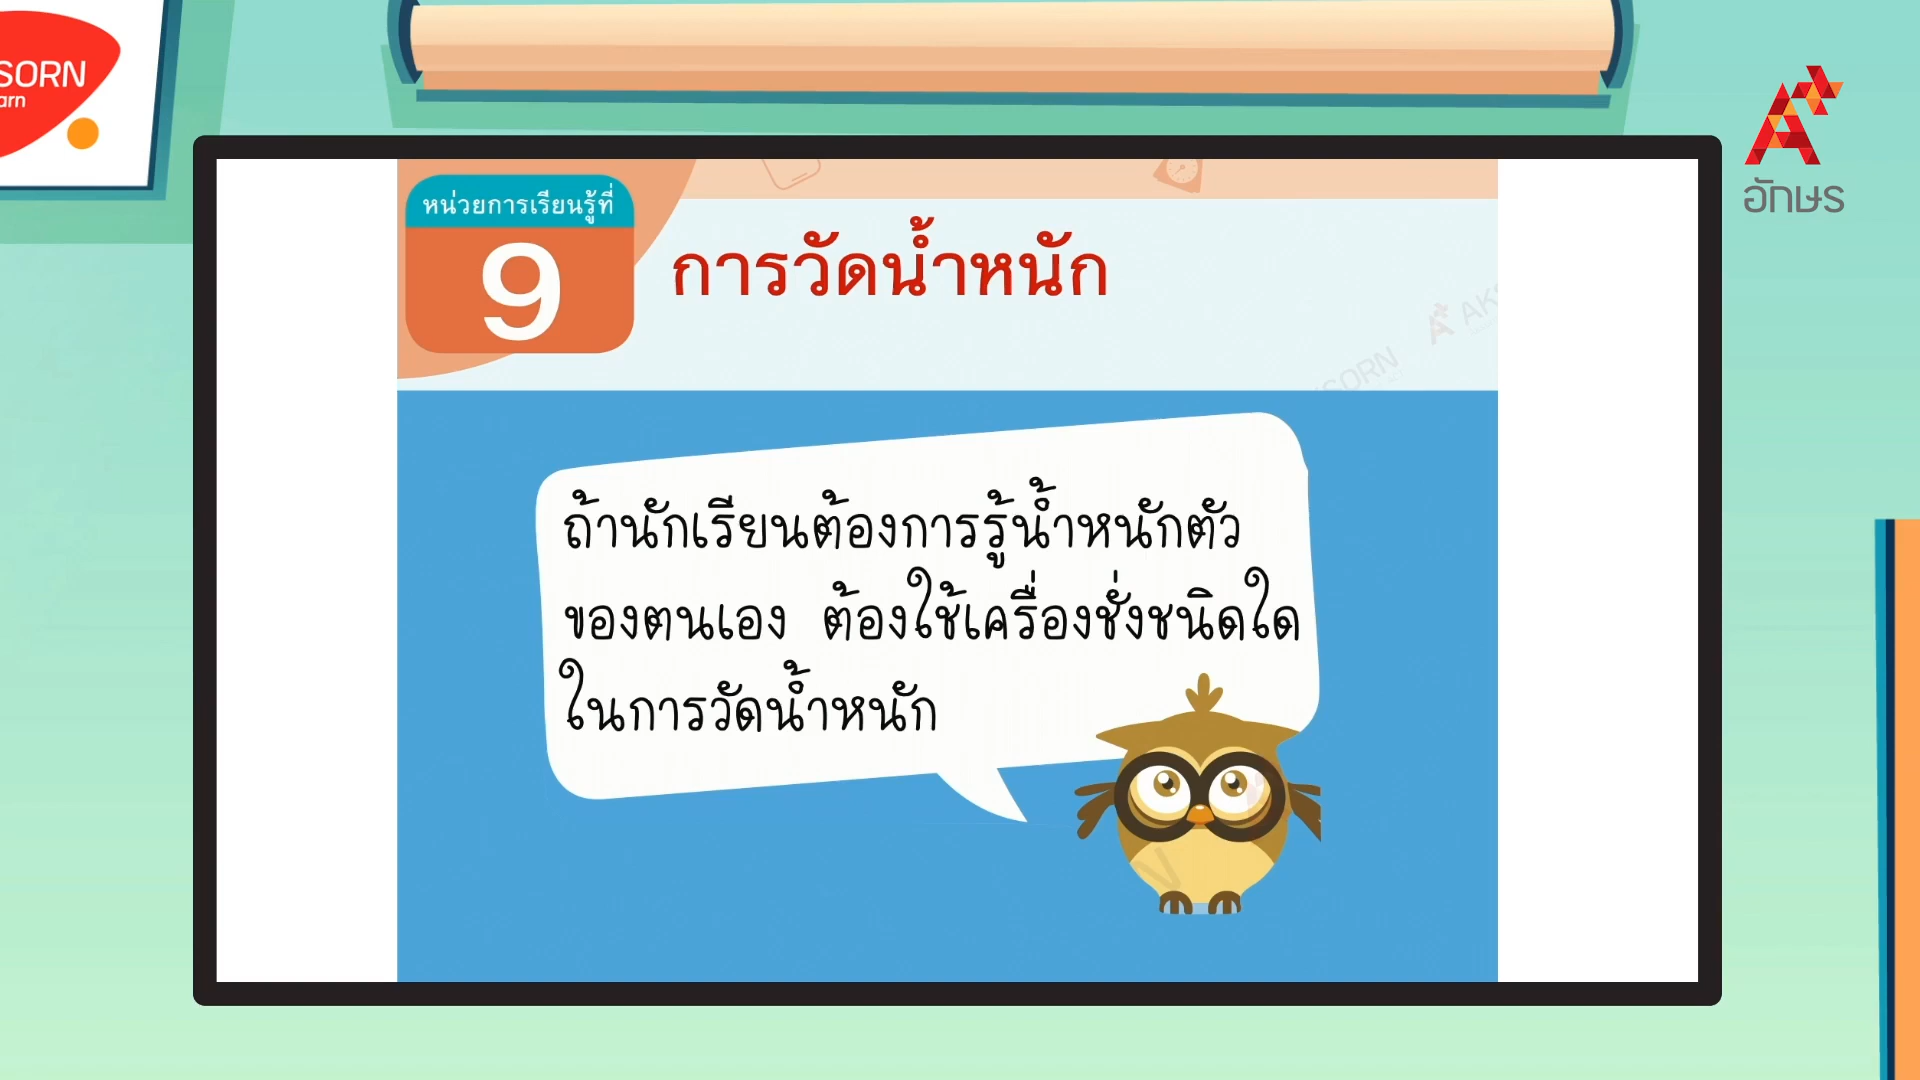 SORN
arn
อักษร
หน่วยการเรียนรู้ที่
9
การวัดน้ำหนัก
AKS
SORN
ถ้านักเรียนต้องการรู้น้ำหนักตัว
ของตนเอง ต้องใช้เครื่องชั่งชนิดใด
ในการวัดน้ำหนัก
N